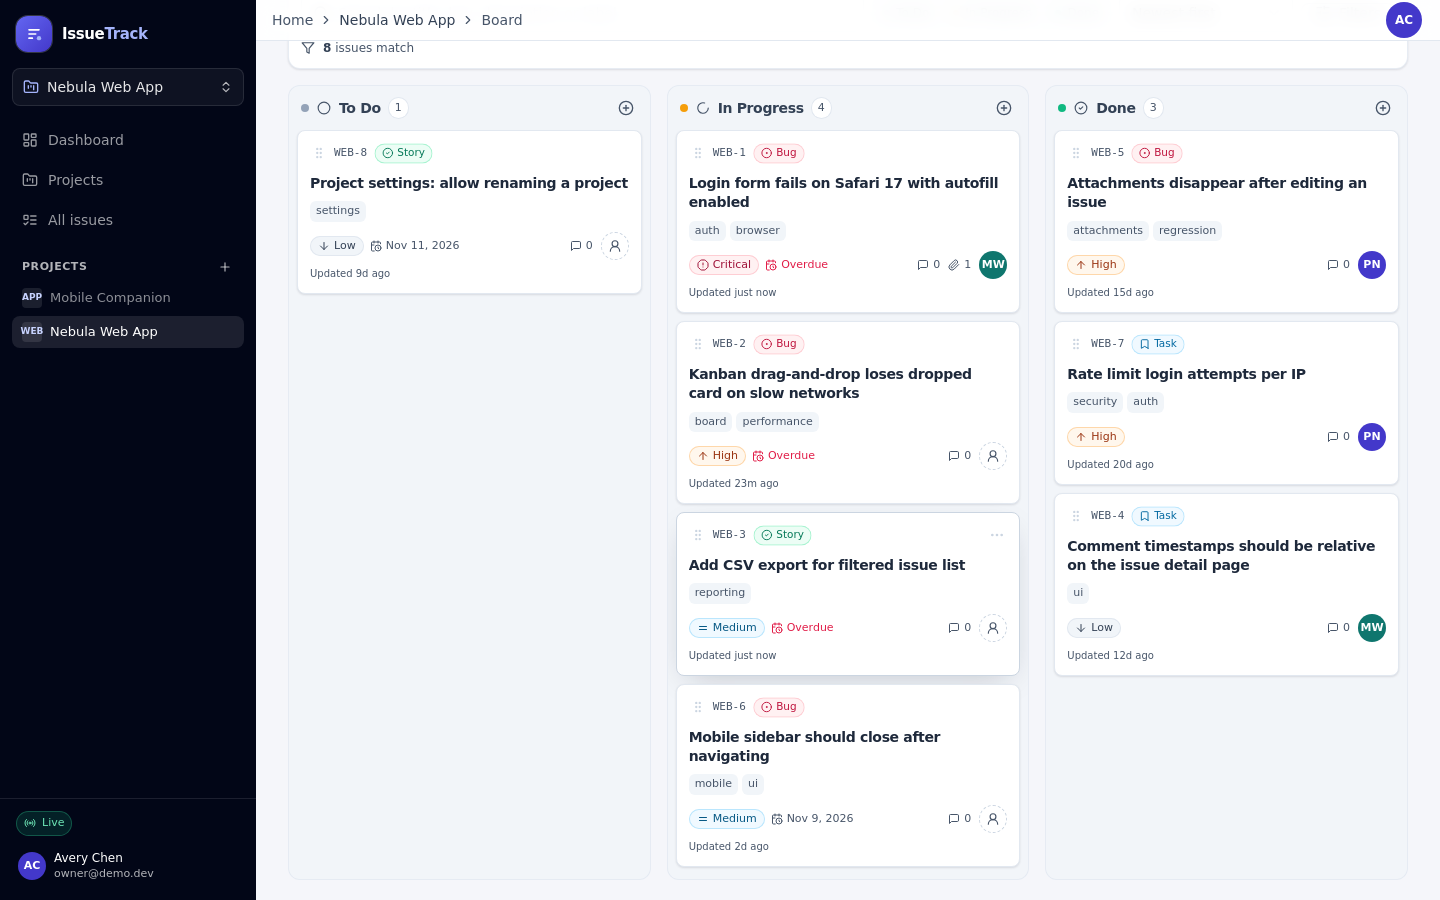 IssueTrack
Nebula Web App
Dashboard
Projects
All issues
PROJECTS
APP Mobile Companion
WEB Nebula Web App
Live
AC Avery Chen
owner@demo.dev
Home > Nebula Web App > Board
AC
8 issues match
To Do 1
WEB-8 Story
Project settings: allow renaming a project
settings
Low Nov 11, 2026 0
Updated 9d ago
In Progress 4
WEB-1 Bug
Login form fails on Safari 17 with autofill
enabled
auth browser
Critical Overdue 0 1 MW
Updated just now
WEB-2 Bug
Kanban drag-and-drop loses dropped
card on slow networks
board performance
High Overdue 0
Updated 23m ago
WEB-3 Story
Add CSV export for filtered issue list
reporting
Medium Overdue 0
Updated just now
WEB-6 Bug
Mobile sidebar should close after
navigating
mobile ui
Medium Nov 9, 2026 0
Updated 2d ago
Done 3
WEB-5 Bug
Attachments disappear after editing an
issue
attachments regression
High 0 PN
Updated 15d ago
WEB-7 Task
Rate limit login attempts per IP
security auth
High 0 PN
Updated 20d ago
WEB-4 Task
Comment timestamps should be relative
on the issue detail page
ui
Low 0 MW
Updated 12d ago